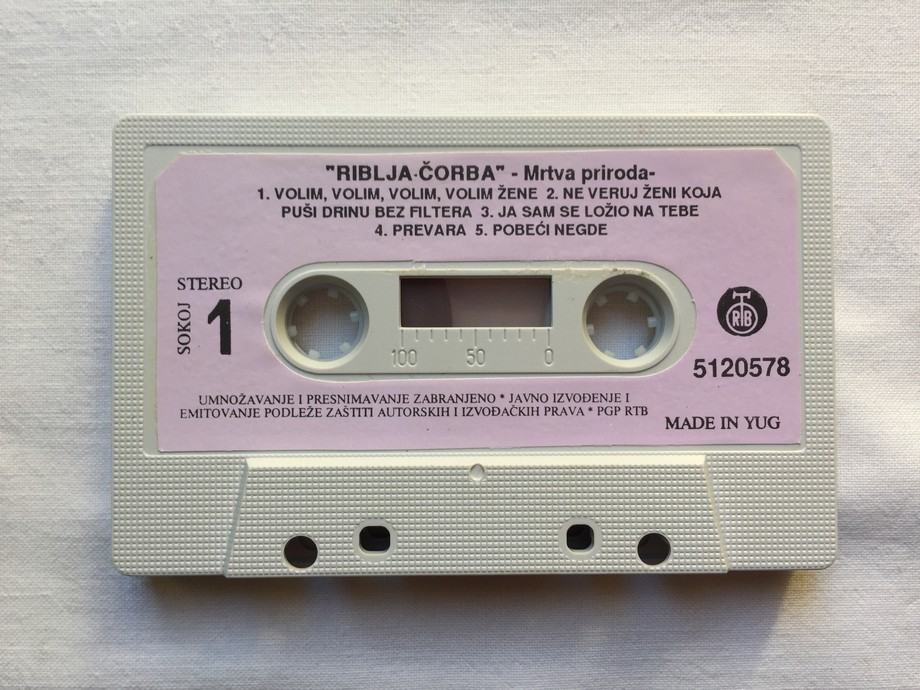 "RIBLJA ČORBA" - Mrtva priroda-
1. VOLIM, VOLIM, VOLIM, VOLIM ŽENE 2. NE VERUJ ŽENI KOJA
PUŠI DRINU BEZ FILTERA 3. JA SAM SE LOŽIO NA TEBE
4. PREVARA 5. POBEĆI NEGDE
STEREO
SOKOJ
1
RTB
100 50 0
5120578
UMNOŽAVANJE I PRESNIMAVANJE ZABRANJENO * JAVNO IZVOĐENJE I
EMITOVANJE PODLEŽE ZAŠTITI AUTORSKIH I IZVOĐAČKIH PRAVA * PGP RTB
MADE IN YUG